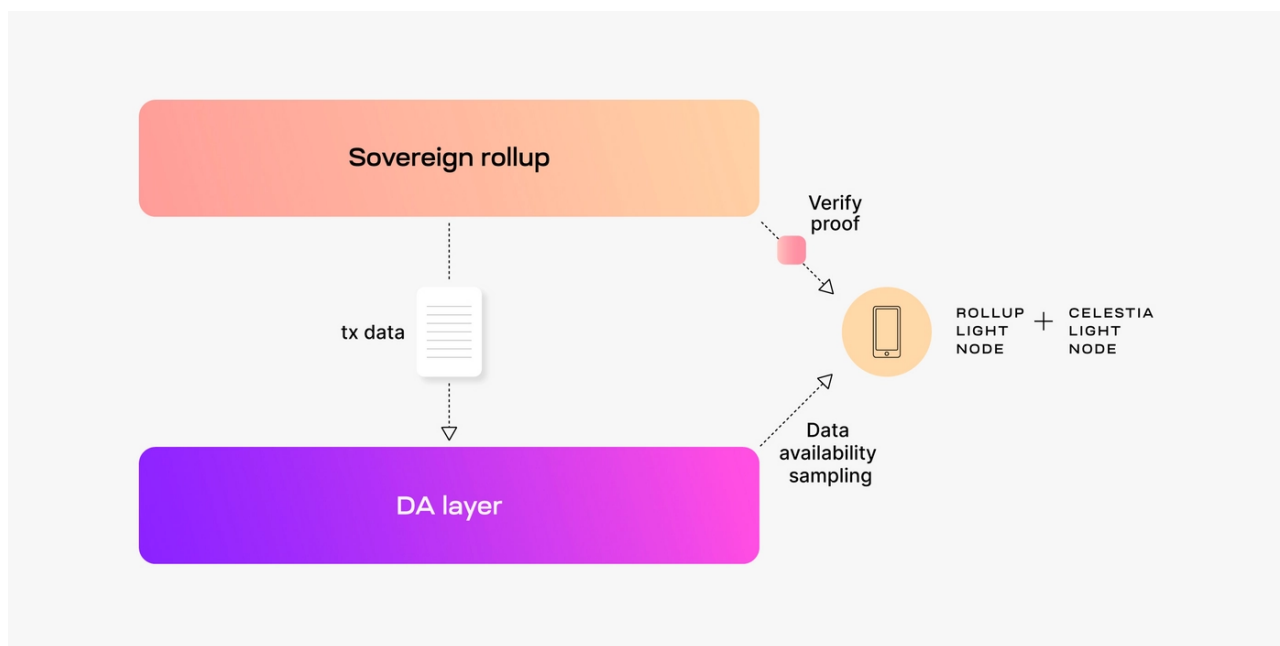 Sovereign rollup
Verify
proof
tx data
ROLLUP
LIGHT
NODE
+
CELESTIA
LIGHT
NODE
Data
availability
sampling
DA layer